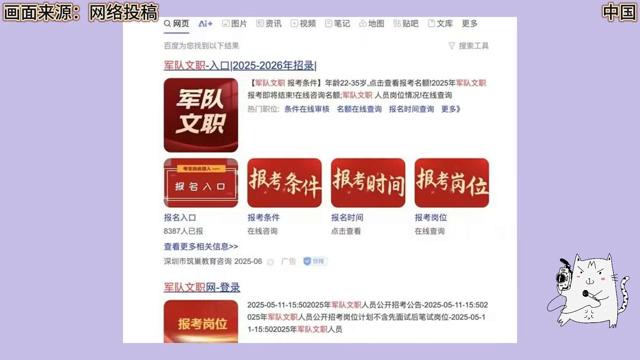 画面来源：网络投稿
中国
网页 Ai+ 图片 资讯 视频 笔记 地图 贴吧 文库 更多
百度为您找到以下结果
搜索工具
军队文职-入口|2025-2026年招录|
军队
文职
【军队文职 报考条件】年龄22-35岁,点击查看报考名额!2025年军队文职
报考即将结束!在线咨询名额;军队文职 人员岗位情况!在线查询
热门职位: 条件在线审核 名额在线查询 报名时间查询 更多》
报名入口
报考条件
报考时间
报考岗位
报名入口
报考条件
报名时间
报考岗位
8387人已报
在线咨询
点击查看
在线查询
查看更多相关信息>>
深圳市筑巢教育咨询 2025-06 广告
军队文职网-登录
报考岗位
2025-05-11-15:502025年军队文职人员公开招考公告-2025-05-11-15:502
025年军队文职人员公开招考岗位计划不含先面试后笔试岗位-2025-05-1
1-15:502025年军队文职人员